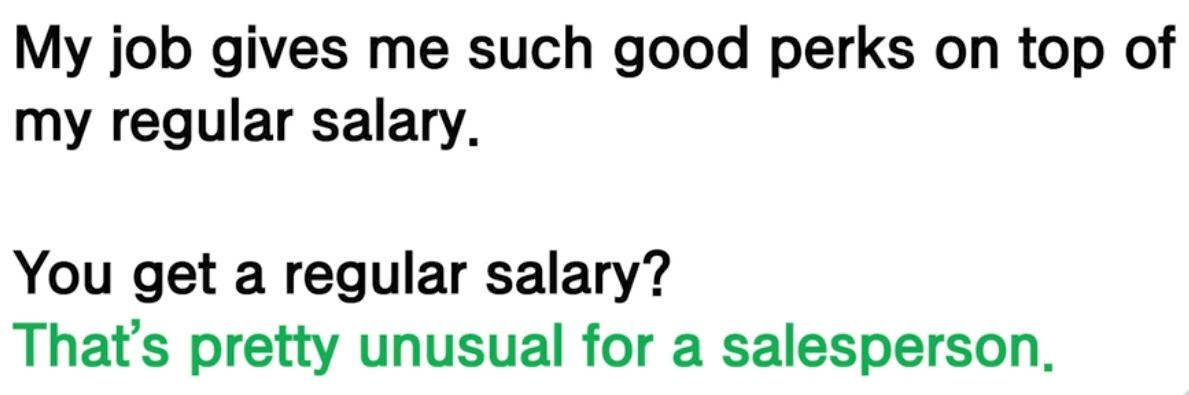 My job gives me such good perks on top of
my regular salary.
You get a regular salary?
That's pretty unusual for a salesperson.